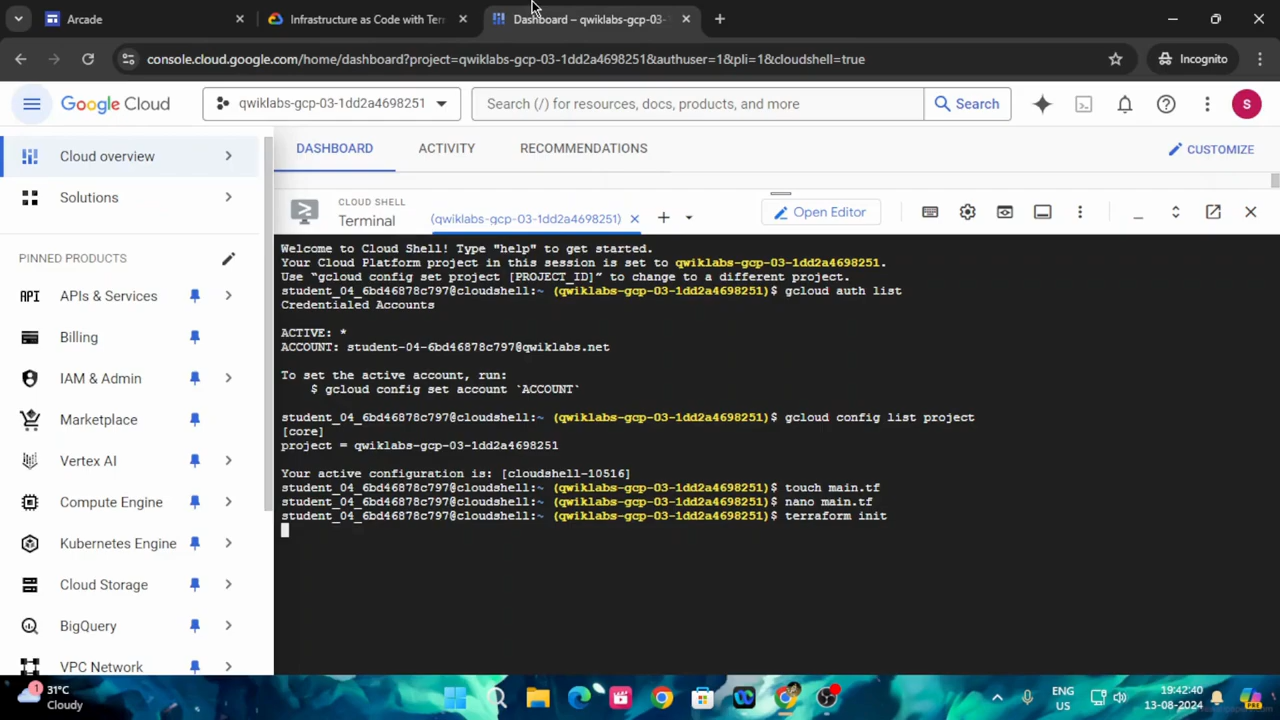 Arcade
Infrastructure as Code with Terr
Dashboard – qwiklabs-gcp-03-
console.cloud.google.com/home/dashboard?project=qwiklabs-gcp-03-1dd2a4698251&authuser=1&pli=1&cloudshell=true
Incognito
Google Cloud
qwiklabs-gcp-03-1dd2a4698251
Search (/) for resources, docs, products, and more
Search
S
Cloud overview
Solutions
PINNED PRODUCTS
API
APIs & Services
Billing
IAM & Admin
Marketplace
Vertex AI
Compute Engine
Kubernetes Engine
Cloud Storage
BigQuery
VPC Network
DASHBOARD
ACTIVITY
RECOMMENDATIONS
CUSTOMIZE
CLOUD SHELL
Terminal
(qwiklabs-gcp-03-1dd2a4698251)
Open Editor
Welcome to Cloud Shell! Type "help" to get started.
Your Cloud Platform project in this session is set to qwiklabs-gcp-03-1dd2a4698251.
Use “gcloud config set project [PROJECT_ID]” to change to a different project.
student_04_6bd46878c797@cloudshell:~ (qwiklabs-gcp-03-1dd2a4698251)$ gcloud auth list
Credentialed Accounts
ACTIVE: *
ACCOUNT: student-04-6bd46878c797@qwiklabs.net
To set the active account, run:
$ gcloud config set account `ACCOUNT`
student_04_6bd46878c797@cloudshell:~ (qwiklabs-gcp-03-1dd2a4698251)$ gcloud config list project
[core]
project = qwiklabs-gcp-03-1dd2a4698251
Your active configuration is: [cloudshell-10516]
student_04_6bd46878c797@cloudshell:~ (qwiklabs-gcp-03-1dd2a4698251)$ touch main.tf
student_04_6bd46878c797@cloudshell:~ (qwiklabs-gcp-03-1dd2a4698251)$ nano main.tf
student_04_6bd46878c797@cloudshell:~ (qwiklabs-gcp-03-1dd2a4698251)$ terraform init
1
31°C
Cloudy
ENG
US
19:42:40
13-08-2024
PRE